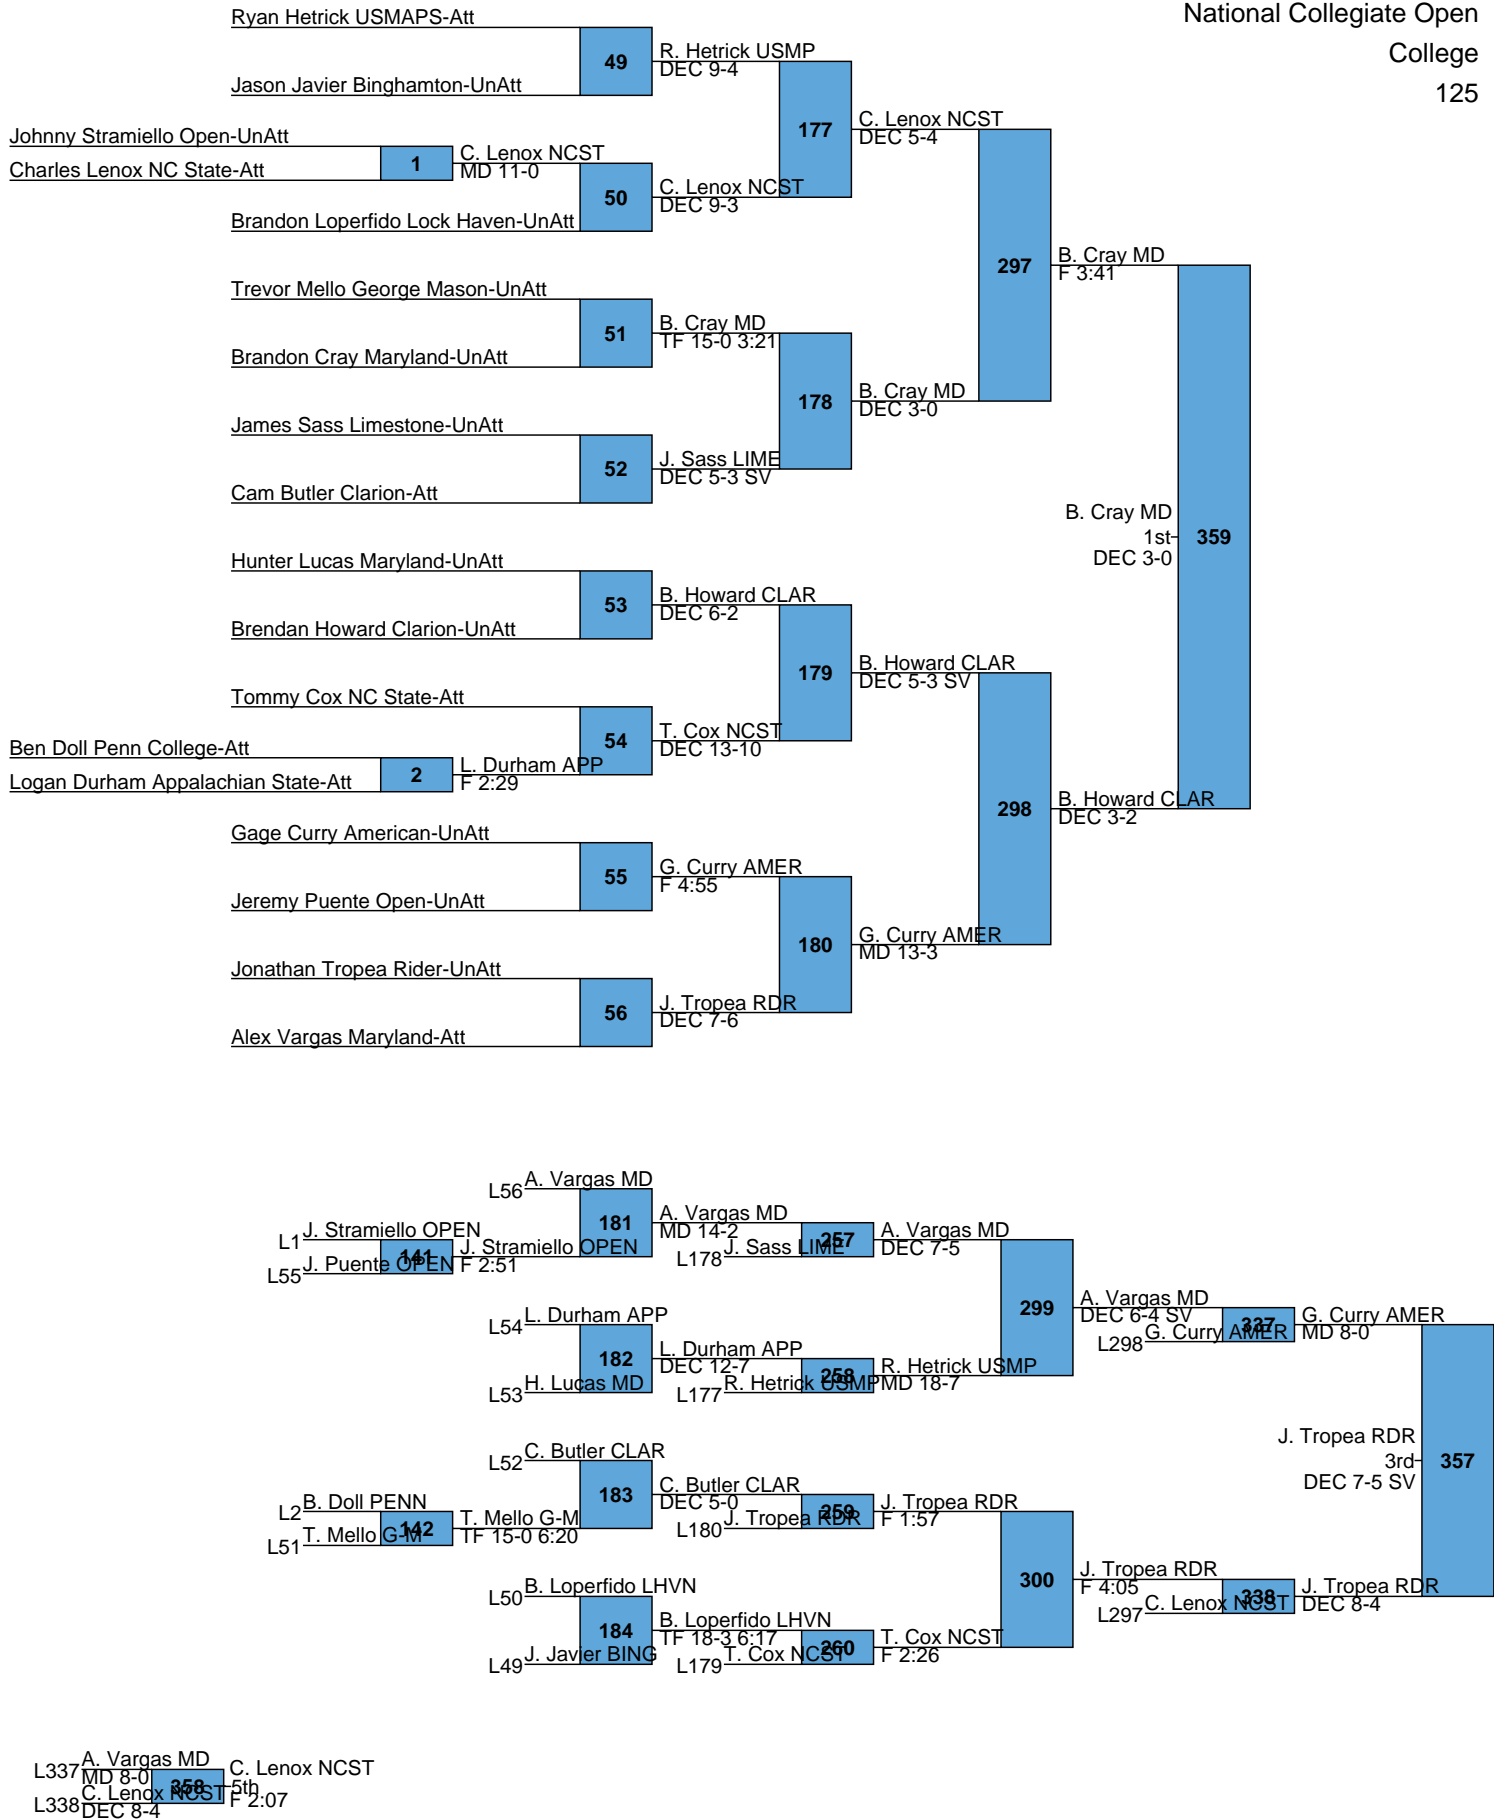 National Collegiate Open
College
125
Ryan Hetrick USMAPS-Att
49
R. Hetrick USMP
DEC 9-4
Jason Javier Binghamton-UnAtt
177
C. Lenox NCST
DEC 5-4
Johnny Stramiello Open-UnAtt
1
C. Lenox NCST
MD 11-0
Charles Lenox NC State-Att
50
C. Lenox NCST
DEC 9-3
Brandon Loperfido Lock Haven-UnAtt
297
B. Cray MD
F 3:41
Trevor Mello George Mason-UnAtt
51
B. Cray MD
TF 15-0 3:21
Brandon Cray Maryland-UnAtt
178
B. Cray MD
DEC 3-0
James Sass Limestone-UnAtt
52
J. Sass LIME
DEC 5-3 SV
Cam Butler Clarion-Att
B. Cray MD
1st
359
DEC 3-0
Hunter Lucas Maryland-UnAtt
53
B. Howard CLAR
DEC 6-2
Brendan Howard Clarion-UnAtt
179
B. Howard CLAR
DEC 5-3 SV
Tommy Cox NC State-Att
54
T. Cox NCST
DEC 13-10
Ben Doll Penn College-Att
2
L. Durham APP
F 2:29
Logan Durham Appalachian State-Att
298
B. Howard CLAR
DEC 3-2
Gage Curry American-UnAtt
55
G. Curry AMER
F 4:55
Jeremy Puente Open-UnAtt
180
G. Curry AMER
MD 13-3
Jonathan Tropea Rider-UnAtt
56
J. Tropea RDR
DEC 7-6
Alex Vargas Maryland-Att
L56
A. Vargas MD
181
A. Vargas MD
MD 14-2
L1
J. Stramiello OPEN
141
J. Stramiello OPEN
F 2:51
L55
J. Puente OPEN
L178
J. Sass LIME
257
A. Vargas MD
DEC 7-5
299
A. Vargas MD
DEC 6-4 SV
L54
L. Durham APP
182
L. Durham APP
DEC 12-7
L53
H. Lucas MD
L177
R. Hetrick USMP
258
R. Hetrick USMP
MD 18-7
L298
G. Curry AMER
337
G. Curry AMER
MD 8-0
L52
C. Butler CLAR
183
C. Butler CLAR
DEC 5-0
L2
B. Doll PENN
142
T. Mello G-M
TF 15-0 6:20
L51
T. Mello G-M
L180
J. Tropea RDR
259
J. Tropea RDR
F 1:57
J. Tropea RDR
3rd
357
DEC 7-5 SV
300
J. Tropea RDR
F 4:05
L50
B. Loperfido LHVN
184
B. Loperfido LHVN
TF 18-3 6:17
L49
J. Javier BING
L179
T. Cox NCST
260
T. Cox NCST
F 2:26
L297
C. Lenox NCST
338
J. Tropea RDR
DEC 8-4
L337
A. Vargas MD
MD 8-0
358
C. Lenox NCST
5th
F 2:07
L338
C. Lenox NCST
DEC 8-4